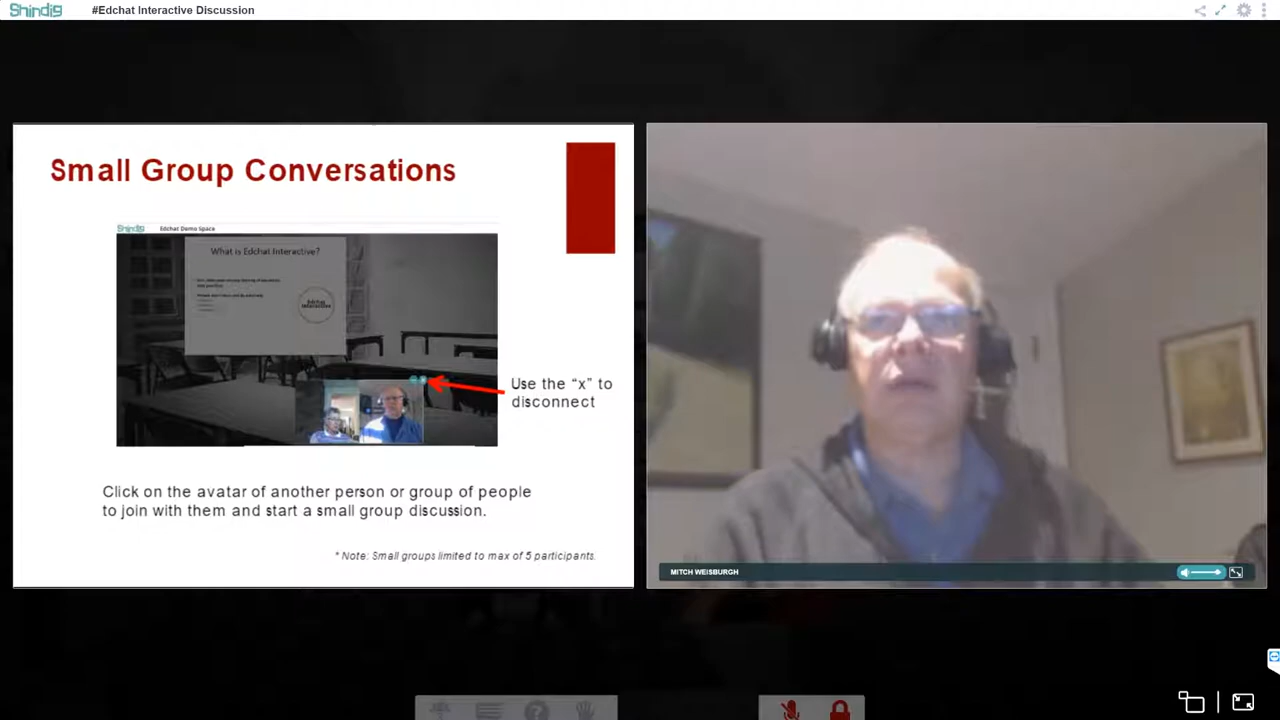 Shindig
#Edchat Interactive Discussion
Small Group Conversations
Shindig
Edchat Demo Space
What is Edchat Interactive?
Edchat
Interactive
Use the “x” to
disconnect
Click on the avatar of another person or group of people
to join with them and start a small group discussion.
* Note: Small groups limited to max of 5 participants.
MITCH WEISBURGH